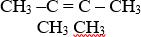 CH₃ –C = C – CH₃
CH₃ CH₃